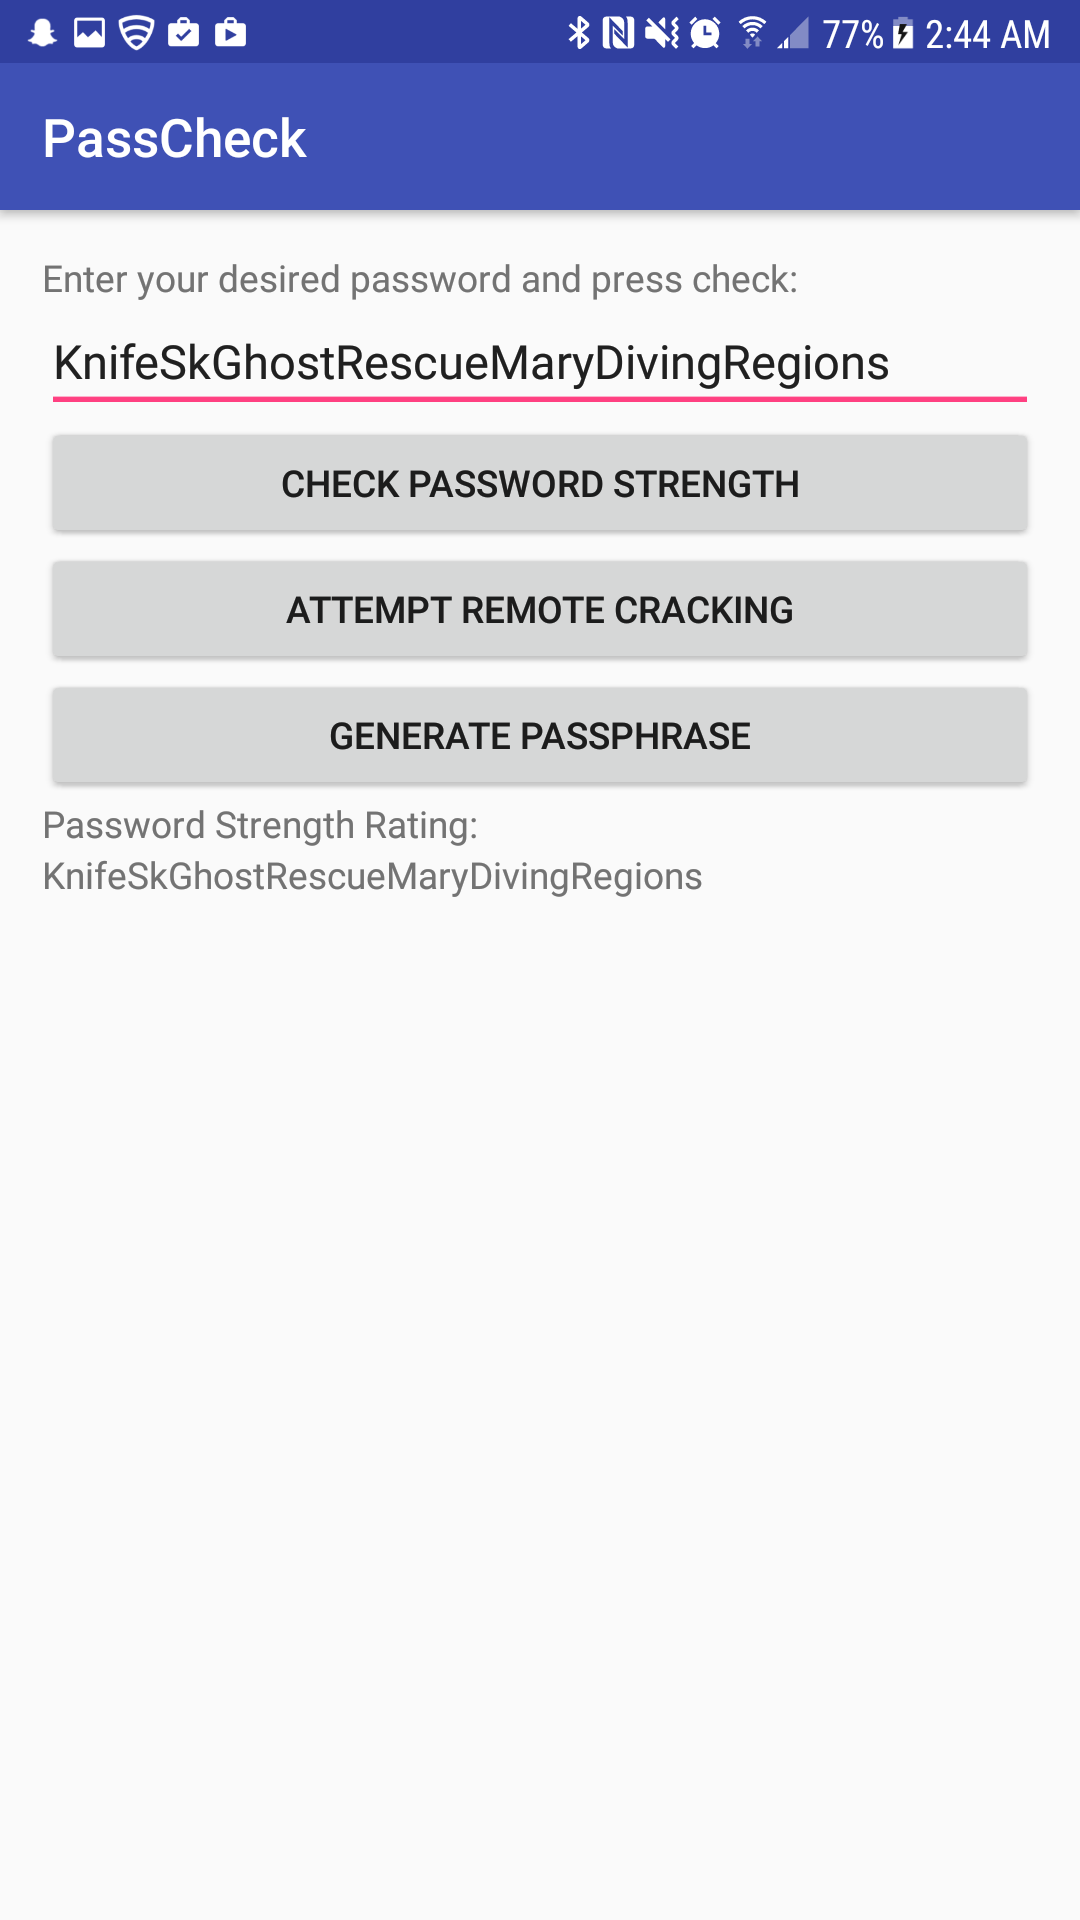 77% 2:44 AM
PassCheck
Enter your desired password and press check:
KnifeSkGhostRescueMaryDivingRegions
CHECK PASSWORD STRENGTH
ATTEMPT REMOTE CRACKING
GENERATE PASSPHRASE
Password Strength Rating:
KnifeSkGhostRescueMaryDivingRegions